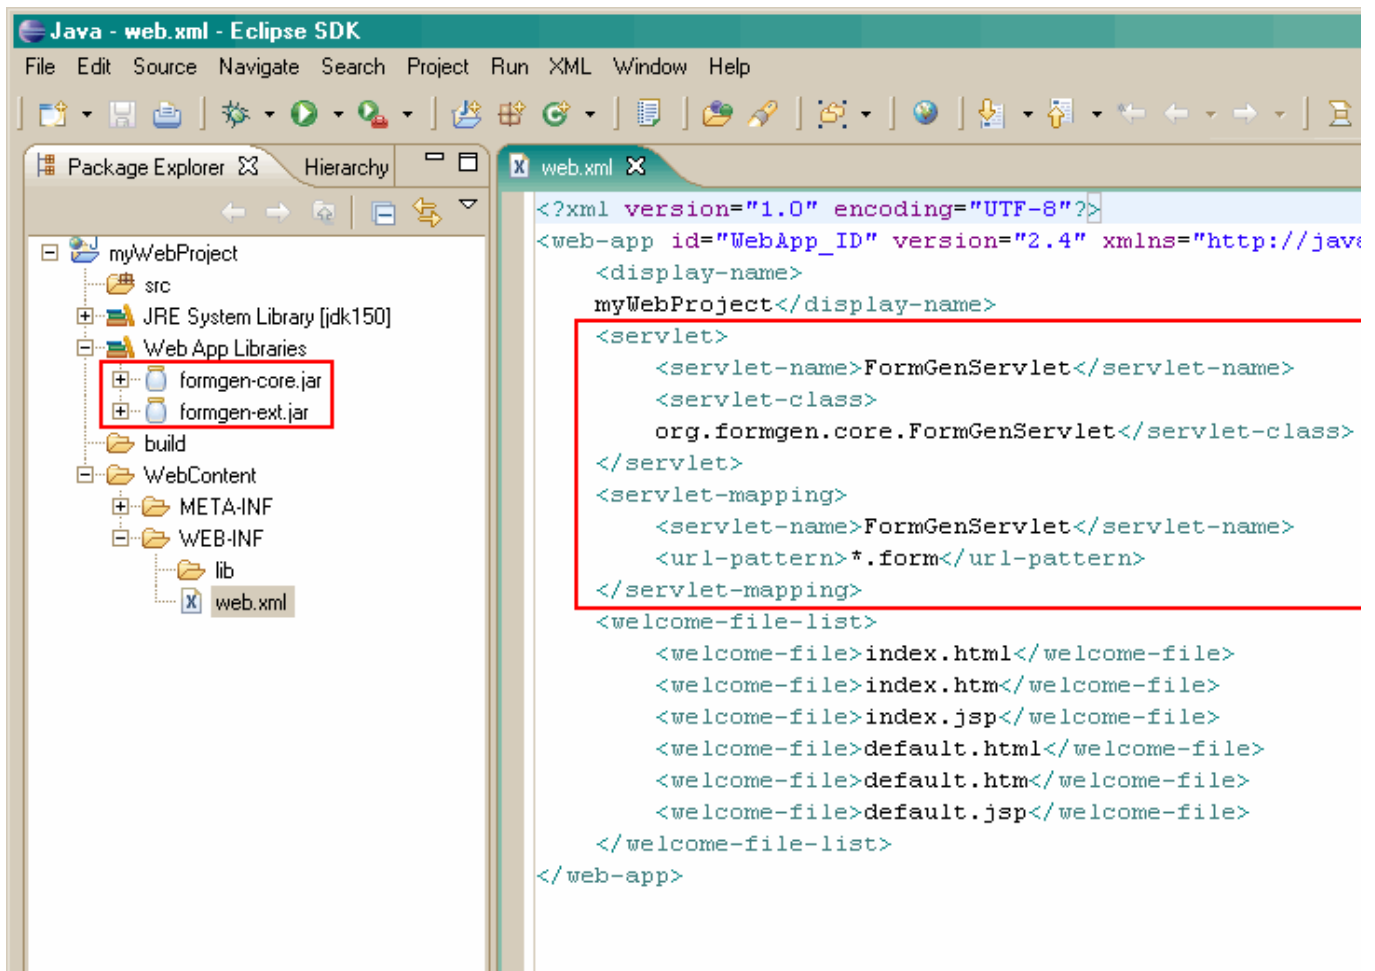 Java - web.xml - Eclipse SDK
File Edit Source Navigate Search Project Run XML Window Help
Package Explorer
Hierarchy
myWebProject
src
JRE System Library [jdk150]
Web App Libraries
formgen-core.jar
formgen-ext.jar
build
WebContent
META-INF
WEB-INF
lib
web.xml
web.xml
<?xml version="1.0" encoding="UTF-8"?>
<web-app id="WebApp_ID" version="2.4" xmlns="http://java
<display-name>
myWebProject</display-name>
<servlet>
<servlet-name>FormGenServlet</servlet-name>
<servlet-class>
org.formgen.core.FormGenServlet</servlet-class>
</servlet>
<servlet-mapping>
<servlet-name>FormGenServlet</servlet-name>
<url-pattern>*.form</url-pattern>
</servlet-mapping>
<welcome-file-list>
<welcome-file>index.html</welcome-file>
<welcome-file>index.htm</welcome-file>
<welcome-file>index.jsp</welcome-file>
<welcome-file>default.html</welcome-file>
<welcome-file>default.htm</welcome-file>
<welcome-file>default.jsp</welcome-file>
</welcome-file-list>
</web-app>